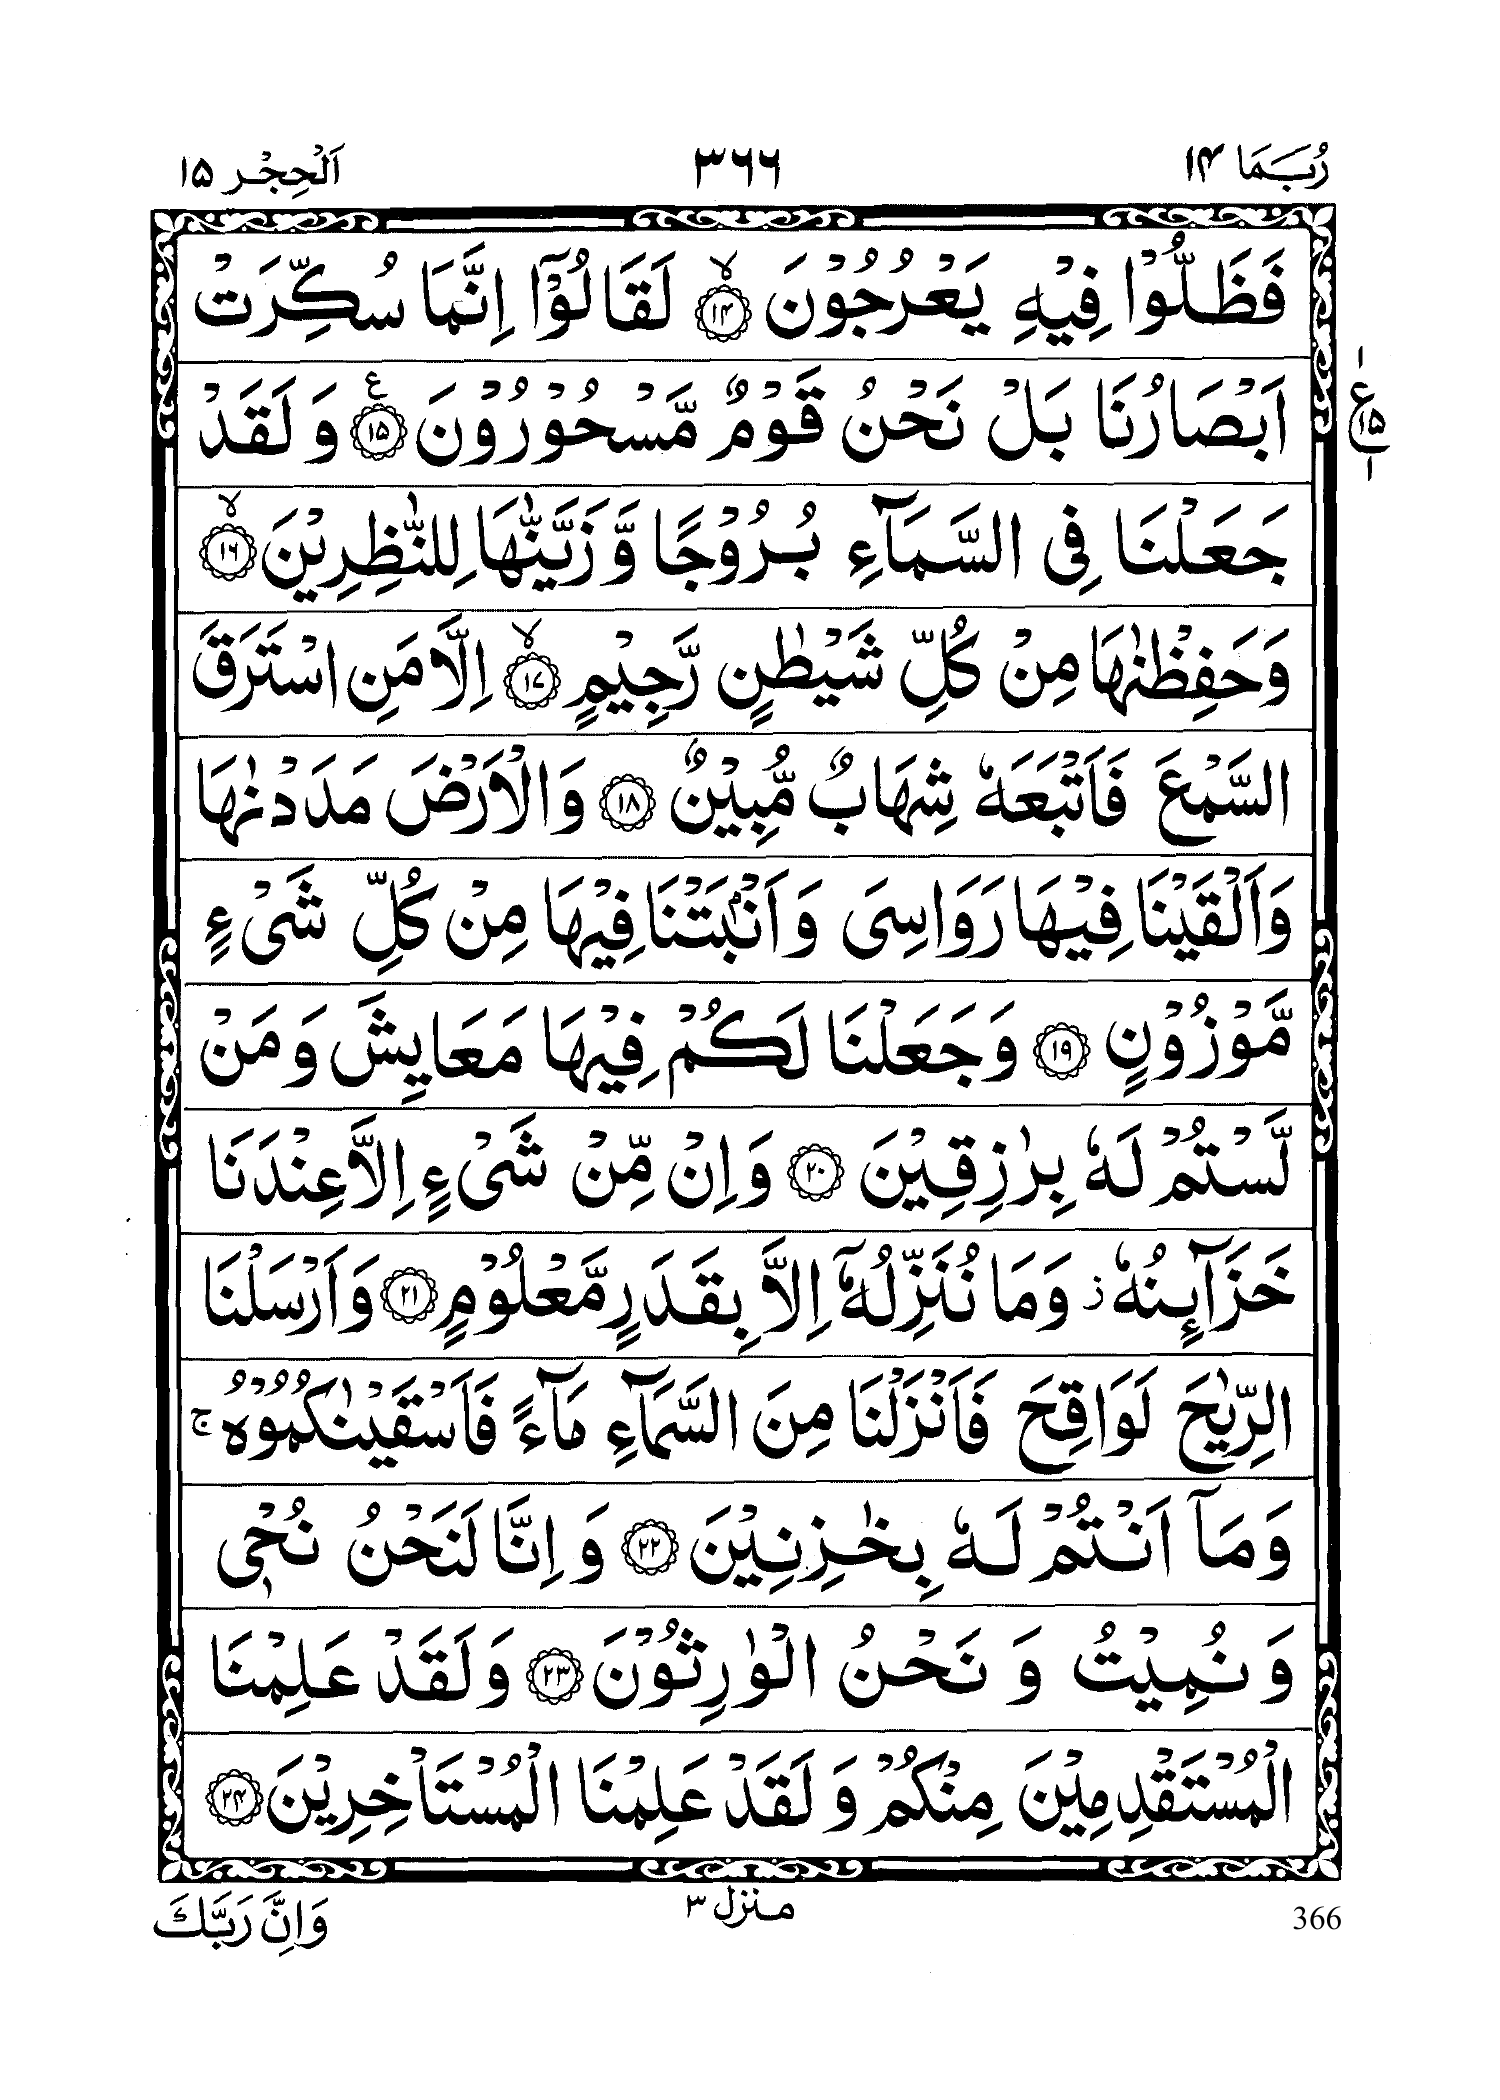 رُبَمَا ۱۴ ۳۶۶ اَلْحِجْر ۱۵
فَظَلُّوْا فِيْهِ يَعْرُجُوْنَ ۙ‏﴿۱۴﴾ لَقَالُوْٓا اِنَّمَا سُكِّرَتْ
اَبْصَارُنَا بَلْ نَحْنُ قَوْمٌ مَّسْحُوْرُوْنَ ﴿۱۵﴾ ع وَ لَقَدْ
ع ۱ ۱۵ ۱
جَعَلْنَا فِى السَّمَآءِ بُرُوْجًا وَّ زَيَّنّٰهَا لِلنّٰظِرِيْنَ ۙ‏﴿۱۶﴾
وَحَفِظْنٰهَا مِنْ كُلِّ شَيْطٰنٍ رَّجِيْمٍ ۙ‏﴿۱۷﴾ اِلَّا مَنِ اسْتَرَقَ
السَّمْعَ فَاَتْبَعَهٗ شِهَابٌ مُّبِيْنٌ ﴿۱۸﴾ وَالْاَرْضَ مَدَدْنٰهَا
وَاَلْقَيْنَا فِيْهَا رَوَاسِىَ وَاَنْۢبَتْنَا فِيْهَا مِنْ كُلِّ شَىْءٍ
مَّوْزُوْنٍ ﴿۱۹﴾ وَجَعَلْنَا لَكُمْ فِيْهَا مَعَايِشَ وَمَنْ
لَّسْتُمْ لَهٗ بِرٰزِقِيْنَ ﴿۲۰﴾ وَاِنْ مِّنْ شَىْءٍ اِلَّا عِنْدَنَا
خَزَآئِنُهٗ ز وَمَا نُنَزِّلُهٗٓ اِلَّا بِقَدَرٍ مَّعْلُوْمٍ ﴿۲۱﴾ وَاَرْسَلْنَا
الرِّيٰحَ لَوَاقِحَ فَاَنْزَلْنَا مِنَ السَّمَآءِ مَآءً فَاَسْقَيْنٰكُمُوْهُ ۚ
وَمَآ اَنْتُمْ لَهٗ بِخٰزِنِيْنَ ﴿۲۲﴾ وَ اِنَّا لَنَحْنُ نُحْىٖ
وَ نُمِيْتُ وَ نَحْنُ الْوٰرِثُوْنَ ﴿۲۳﴾ وَلَقَدْ عَلِمْنَا
الْمُسْتَقْدِمِيْنَ مِنْكُمْ وَ لَقَدْ عَلِمْنَا الْمُسْتَاْخِرِيْنَ ﴿۲۴﴾
366 منزل ۳ وَاِنَّ رَبَّكَ